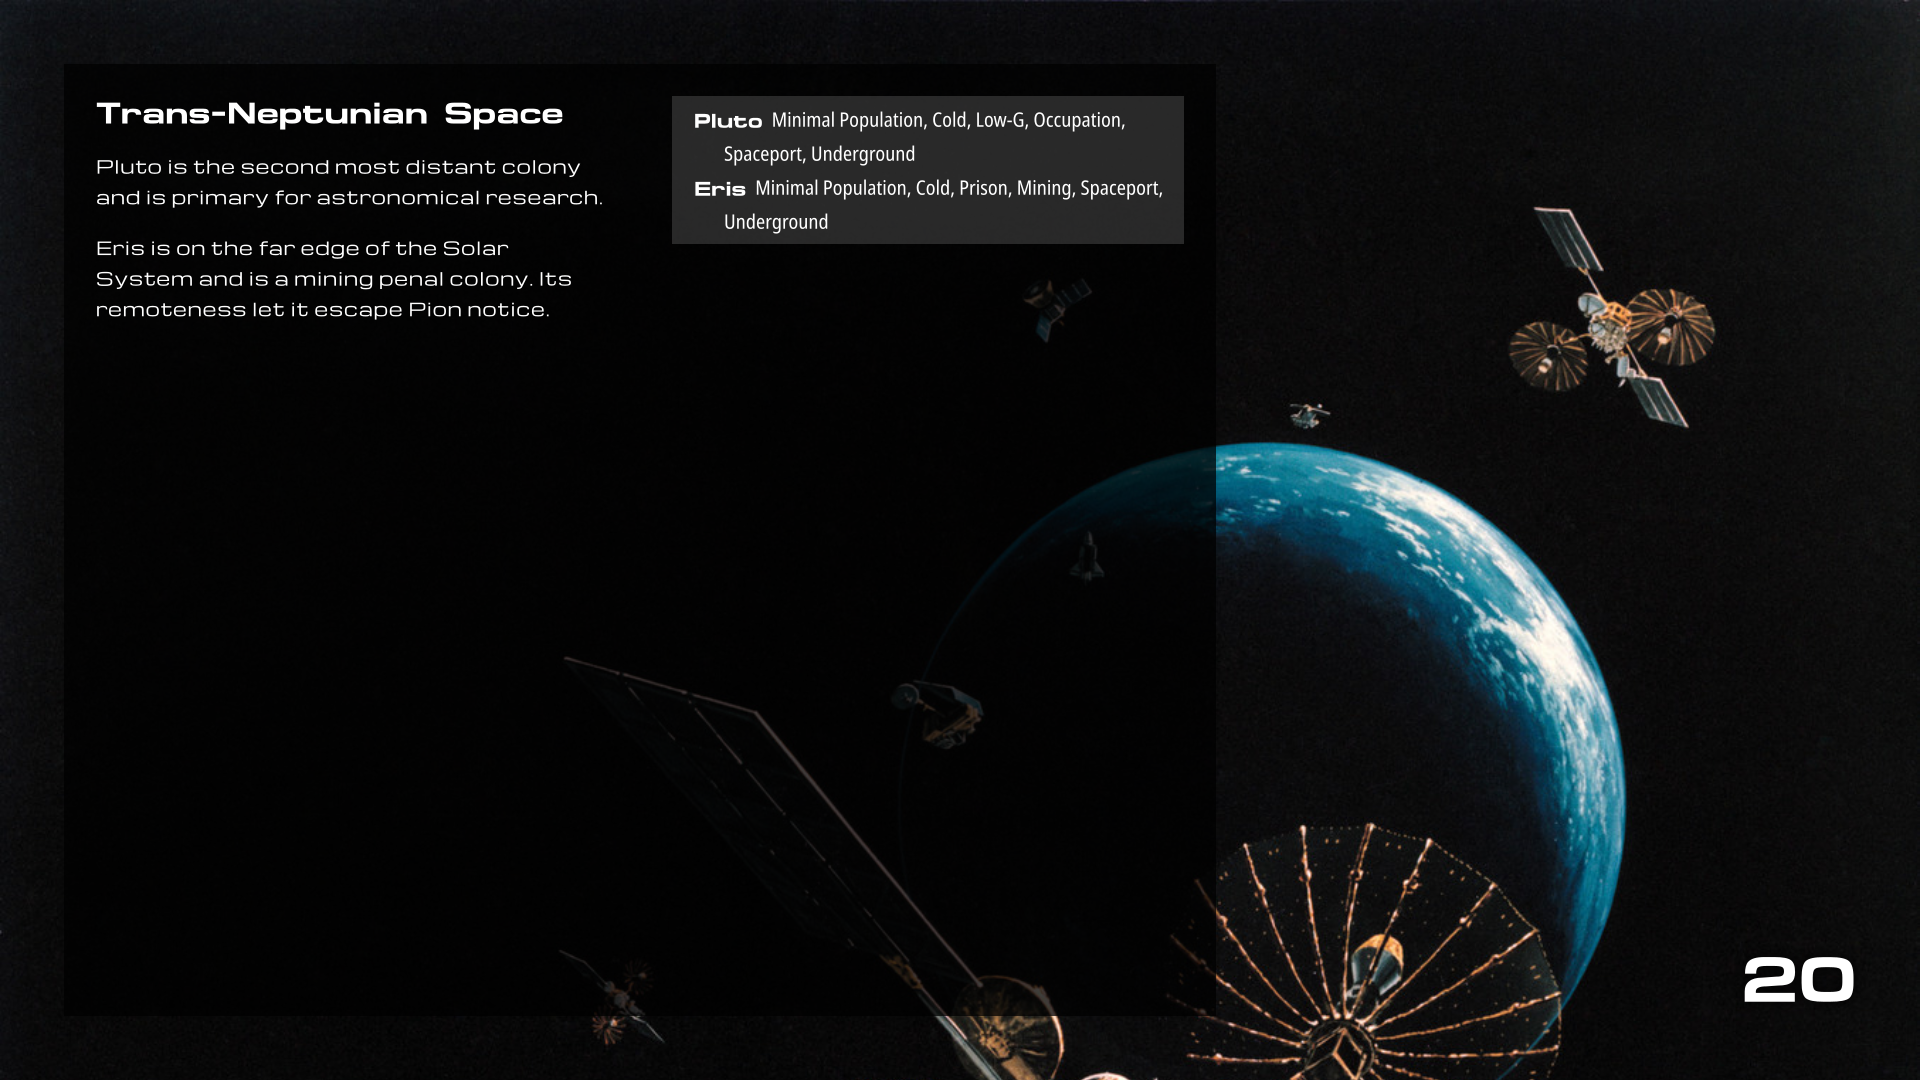 Trans-Neptunian Space
Pluto is the second most distant colony
and is primary for astronomical research.
Eris is on the far edge of the Solar
System and is a mining penal colony. Its
remoteness let it escape Pion notice.
Pluto Minimal Population, Cold, Low-G, Occupation,
Spaceport, Underground
Eris Minimal Population, Cold, Prison, Mining, Spaceport,
Underground
20